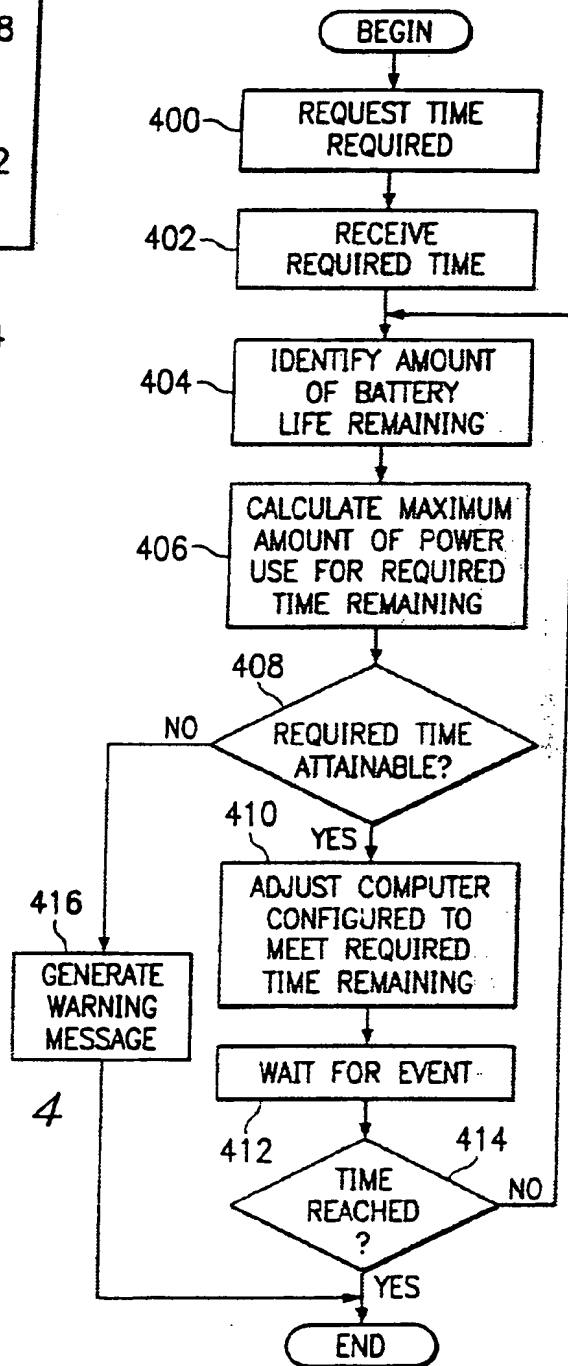 8
BEGIN
400
REQUEST TIME
REQUIRED
2
402
RECEIVE
REQUIRED TIME
4
404
IDENTIFY AMOUNT
OF BATTERY
LIFE REMAINING
406
CALCULATE MAXIMUM
AMOUNT OF POWER
USE FOR REQUIRED
TIME REMAINING
408
NO
REQUIRED TIME
ATTAINABLE?
410
YES
ADJUST COMPUTER
CONFIGURED TO
MEET REQUIRED
TIME REMAINING
416
GENERATE
WARNING
MESSAGE
WAIT FOR EVENT
4
412
414
TIME
REACHED
?
NO
YES
END